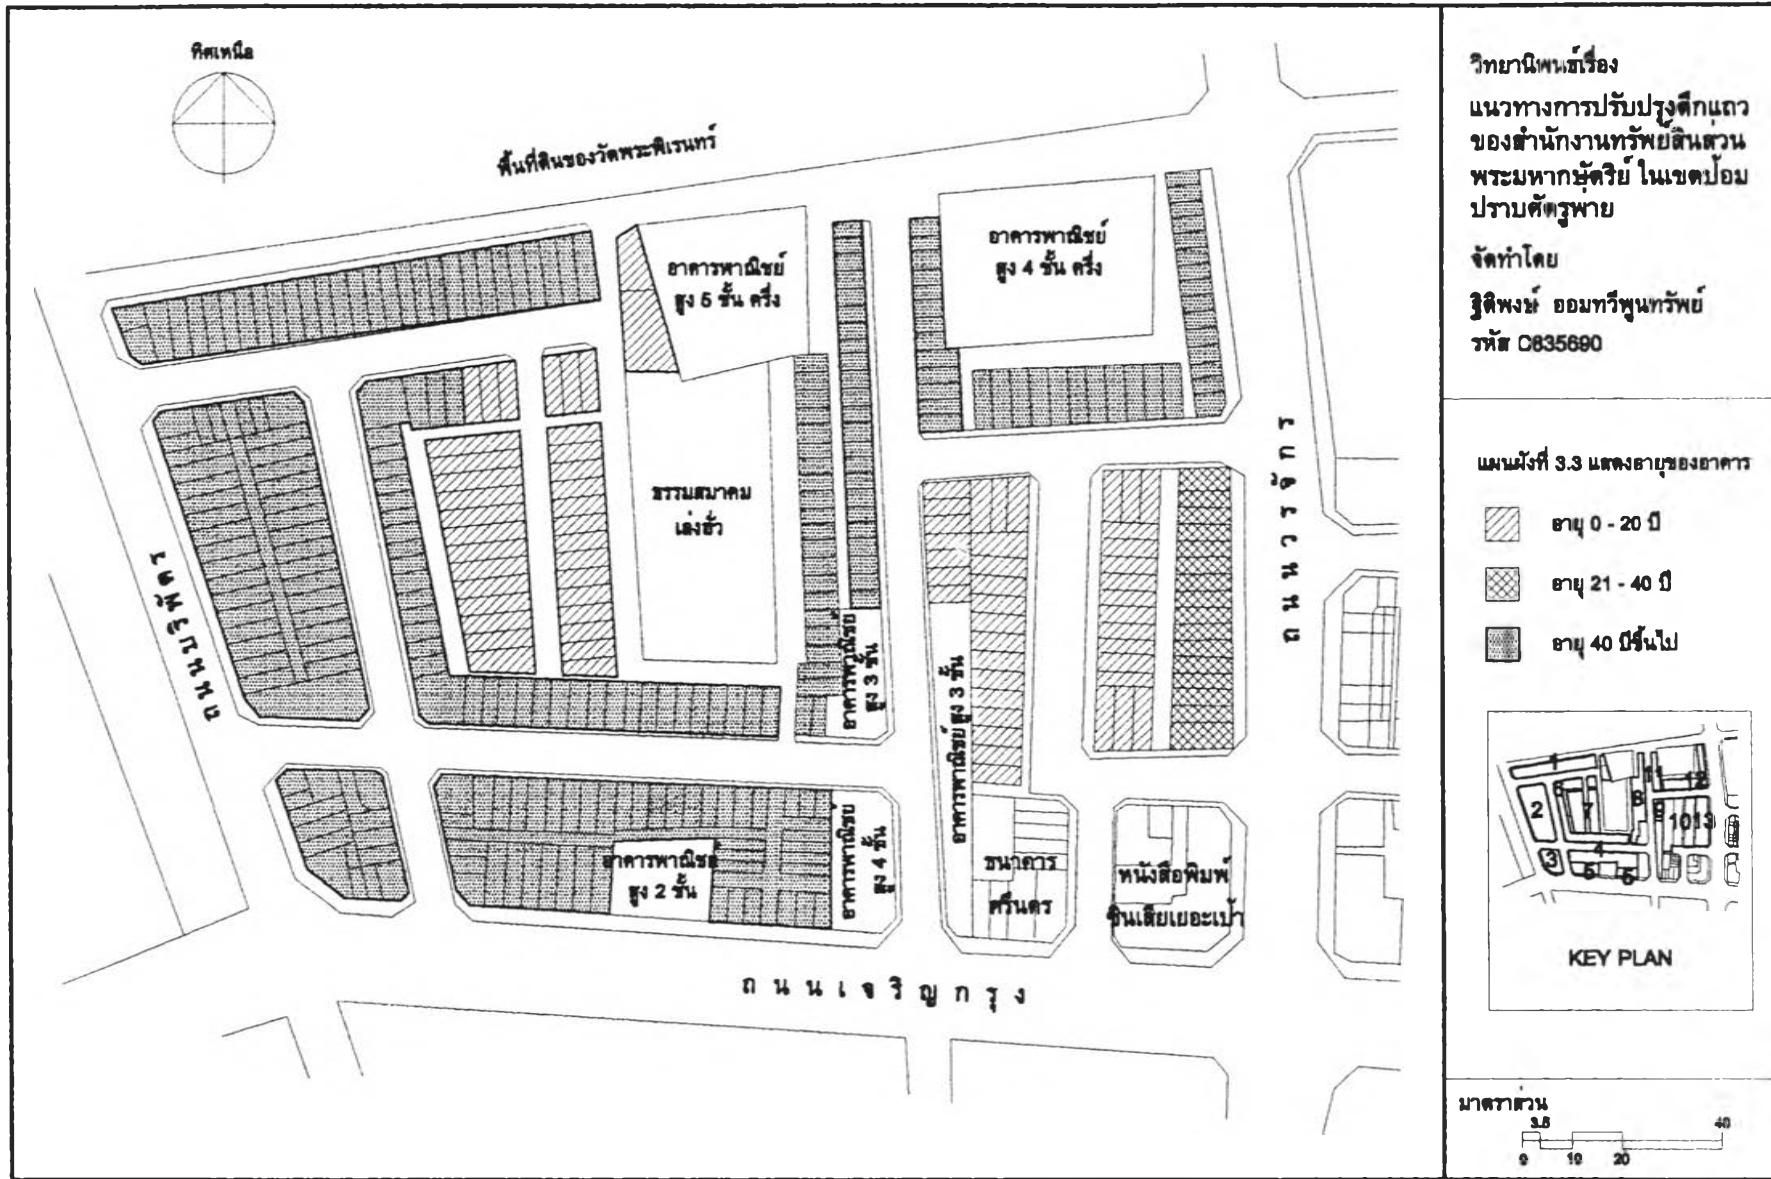 ทิศเหนือ
พื้นที่ดินของวัดพระพิเรนทร์
อาคารพาณิชย์
สูง 5 ชั้น ครึ่ง
อาคารพาณิชย์
สูง 4 ชั้น ครึ่ง
ธรรมสมาคม
เล่งฮั่ว
ถนนบริพัตร
ถนนวรจักร
อาคารพาณิชย์
สูง 3 ชั้น
อาคารพาณิชย์ สูง 3 ชั้น
อาคารพาณิชย์
สูง 2 ชั้น
อาคารพาณิชย์
สูง 4 ชั้น
ธนาคาร
ศรีนคร
หนังสือพิมพ์
ซินเสียเยอะเป้า
ถนนเจริญกรุง
วิทยานิพนธ์เรื่อง
แนวทางการปรับปรุงตึกแถว
ของสำนักงานทรัพย์สินส่วน
พระมหากษัตริย์ ในเขตป้อม
ปราบศัตรูพ่าย
จัดทำโดย
ฐิติพงษ์ ออมทวีพูนทรัพย์
รหัส C635690
แผนผังที่ 3.3 แสดงอายุของอาคาร
อายุ 0 - 20 ปี
อายุ 21 - 40 ปี
อายุ 40 ปีขึ้นไป
1
11
12
6
2
7
8
9
10
13
4
3
5
5
KEY PLAN
มาตราส่วน
3.5 40
0 10 20